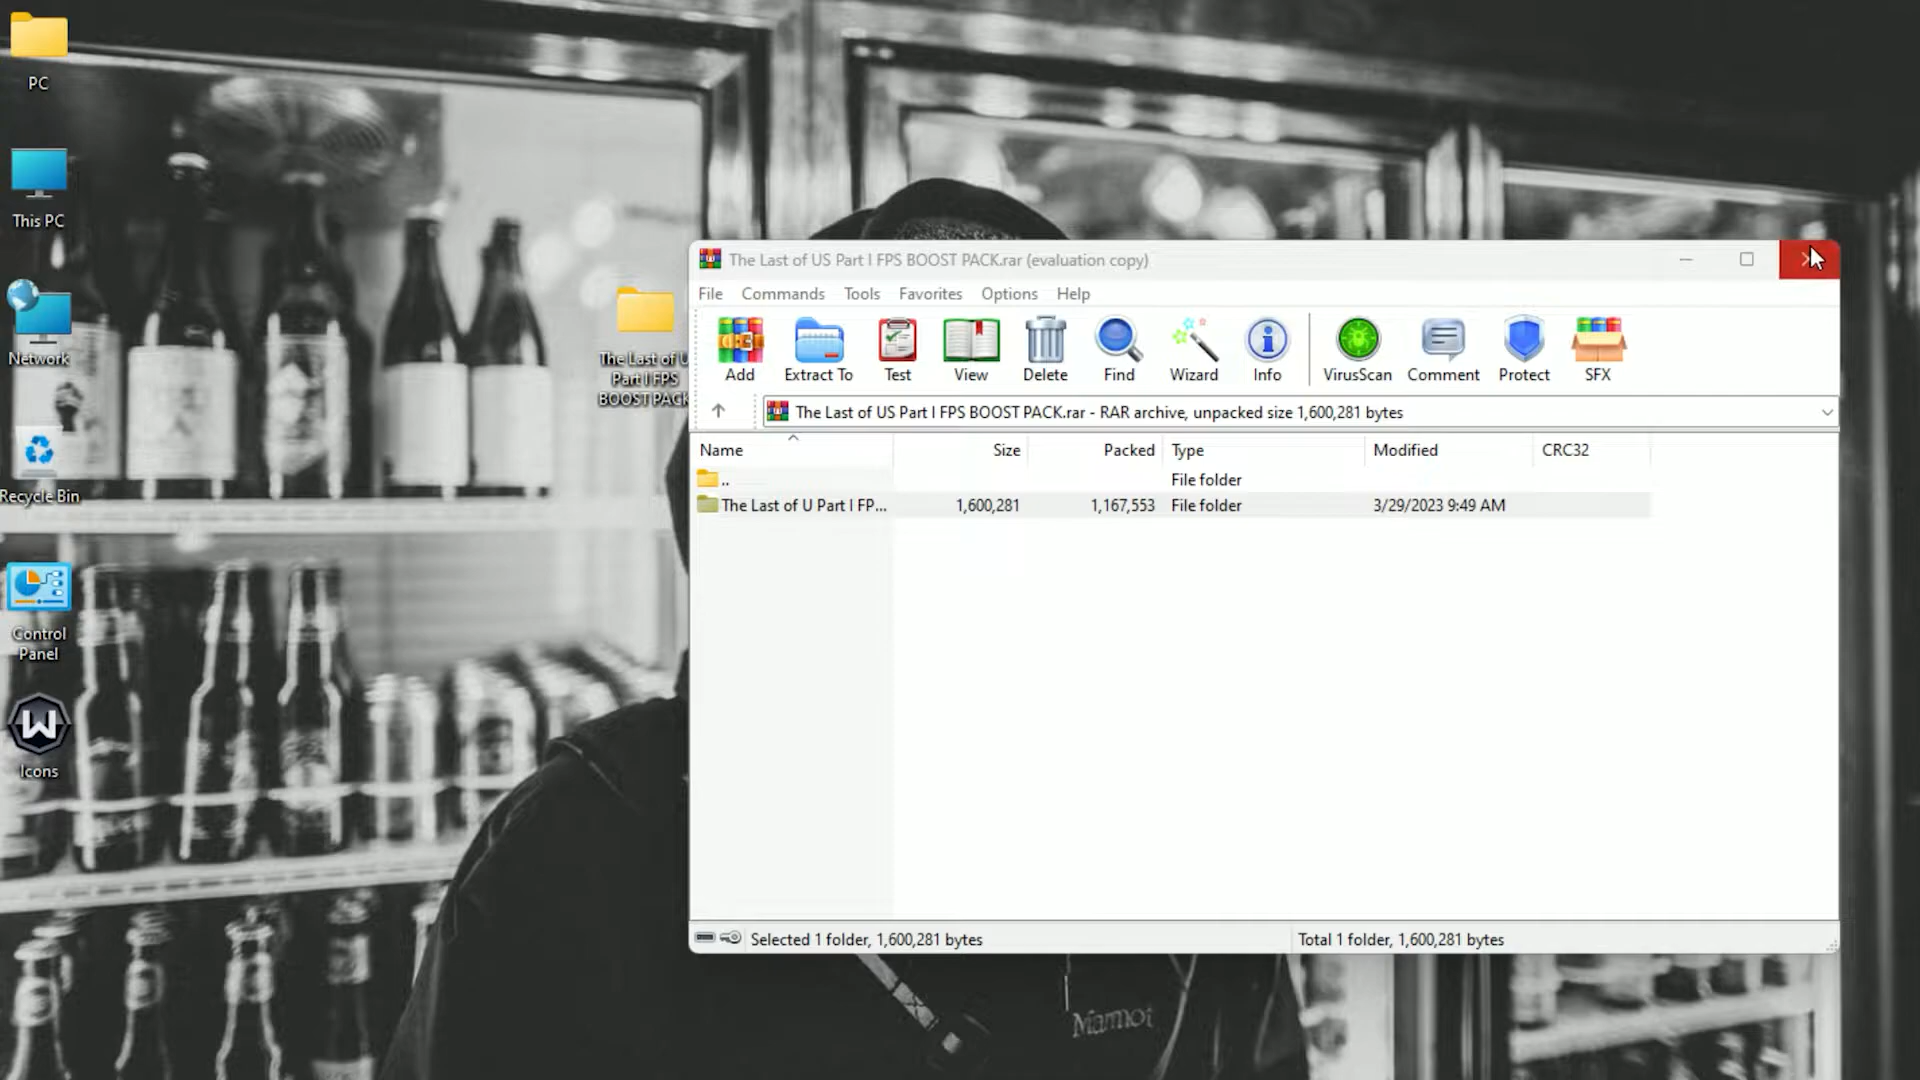 PC
This PC
Network
Recycle Bin
Control
Panel
Icons
The Last of U
Part I FPS
BOOST PACK
The Last of US Part I FPS BOOST PACK.rar (evaluation copy)
File Commands Tools Favorites Options Help
Add Extract To Test View Delete Find Wizard Info VirusScan Comment Protect SFX
The Last of US Part I FPS BOOST PACK.rar - RAR archive, unpacked size 1,600,281 bytes
Name Size Packed Type Modified CRC32
.. File folder
The Last of U Part I FP... 1,600,281 1,167,553 File folder 3/29/2023 9:49 AM
Selected 1 folder, 1,600,281 bytes Total 1 folder, 1,600,281 bytes
Marmot